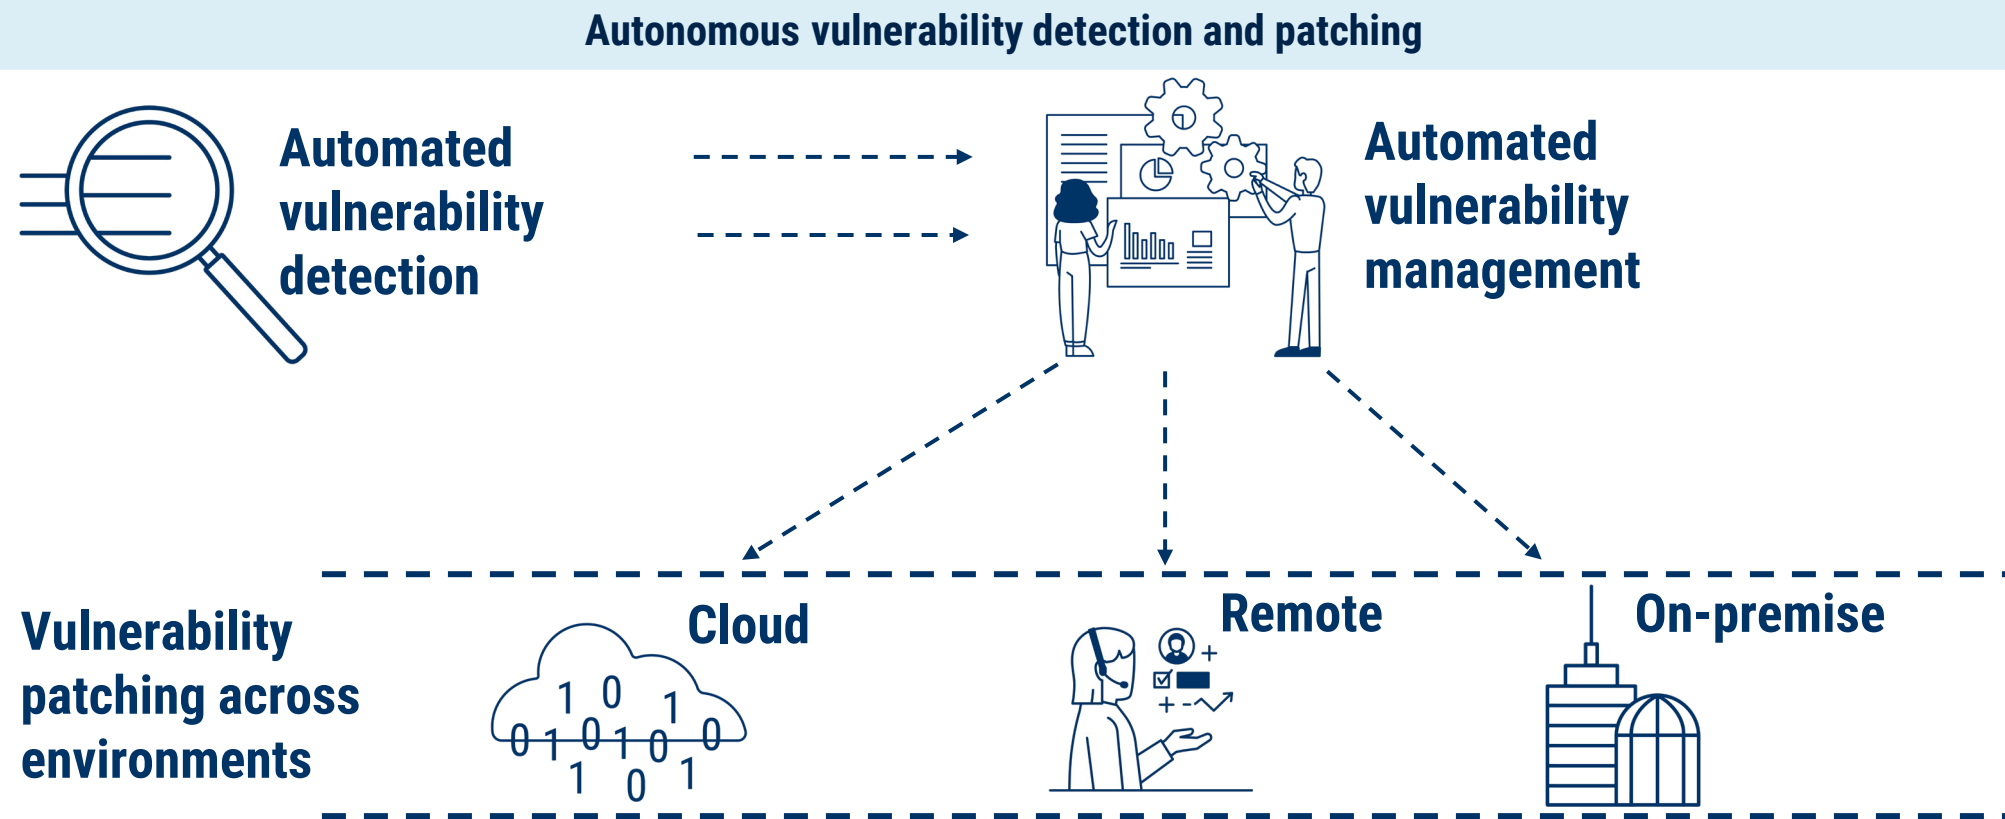 Autonomous vulnerability detection and patching
Automated
vulnerability
detection
Automated
vulnerability
management
Vulnerability
patching across
environments
Cloud
1 0 1
0 1 0 1 0 0
1 0 1
Remote
On-premise